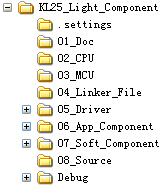 KL25_Light_Component
.settings
01_Doc
02_CPU
03_MCU
04_Linker_File
05_Driver
06_App_Component
07_Soft_Component
08_Source
Debug